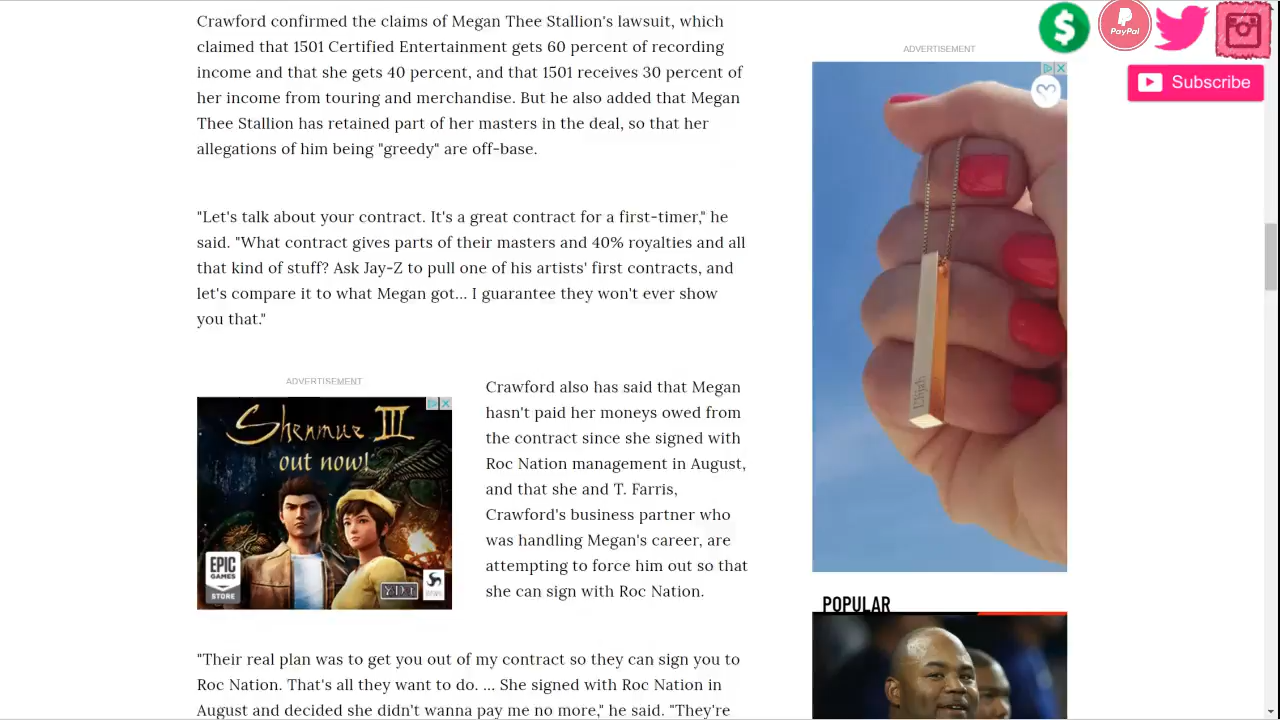 Crawford confirmed the claims of Megan Thee Stallion's lawsuit, which
claimed that 1501 Certified Entertainment gets 60 percent of recording
income and that she gets 40 percent, and that 1501 receives 30 percent of
her income from touring and merchandise. But he also added that Megan
Thee Stallion has retained part of her masters in the deal, so that her
allegations of him being "greedy" are off-base.
"Let's talk about your contract. It's a great contract for a first-timer," he
said. "What contract gives parts of their masters and 40% royalties and all
that kind of stuff? Ask Jay-Z to pull one of his artists' first contracts, and
let's compare it to what Megan got... I guarantee they won't ever show
you that."
ADVERTISEMENT
Shenmue III
out now!
EPIC
GAMES
STORE
Crawford also has said that Megan
hasn't paid her moneys owed from
the contract since she signed with
Roc Nation management in August,
and that she and T. Farris,
Crawford's business partner who
was handling Megan's career, are
attempting to force him out so that
she can sign with Roc Nation.
"Their real plan was to get you out of my contract so they can sign you to
Roc Nation. That's all they want to do. ... She signed with Roc Nation in
August and decided she didn't wanna pay me no more," he said. "They're
ADVERTISEMENT
Elijah
POPULAR
$
PayPal
Subscribe